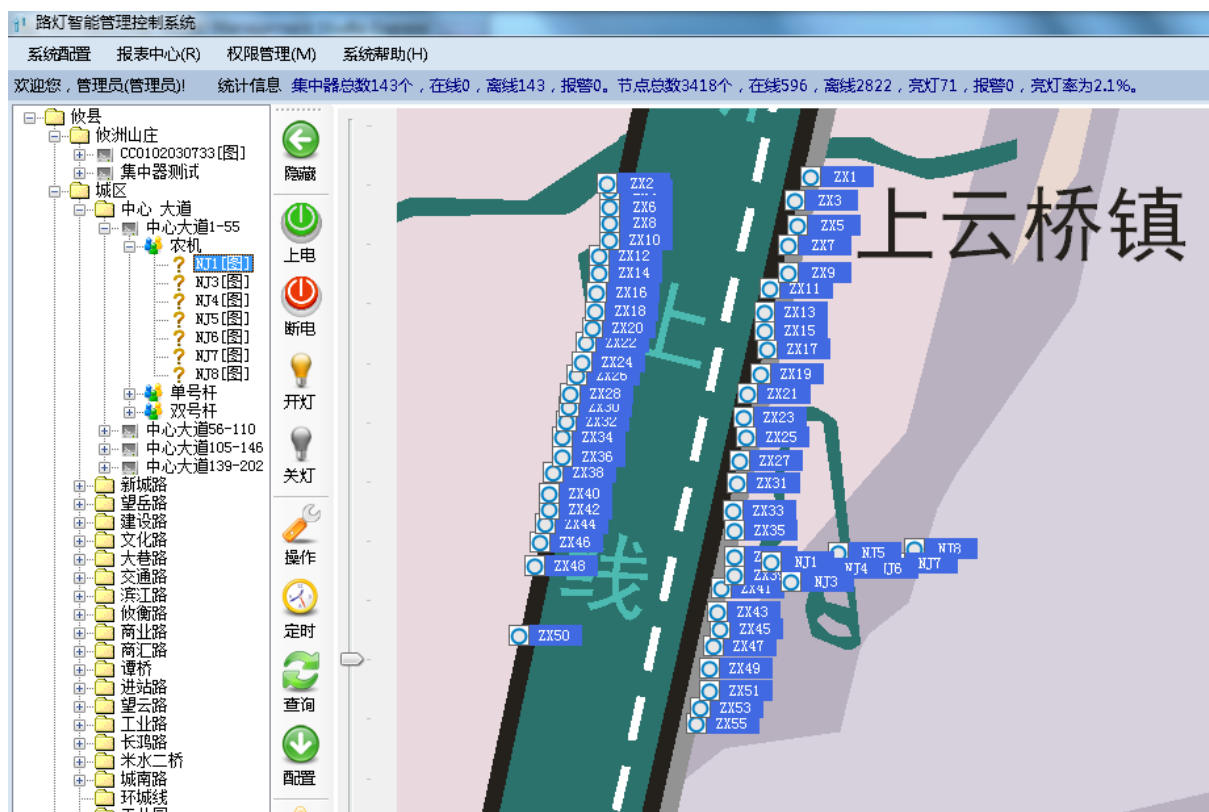 路灯智能管理控制系统
系统配置 报表中心(R) 权限管理(M) 系统帮助(H)
欢迎您，管理员(管理员)! 统计信息 集中器总数143个，在线0，离线143，报警0。节点总数3418个，在线596，离线2822，亮灯71，报警0，亮灯率为2.1%。
攸县
攸洲山庄
CC0102030733[图]
集中器测试
城区
中心 大道
中心大道1-55
农机
NJ1[图]
NJ3[图]
NJ4[图]
NJ5[图]
NJ6[图]
NJ7[图]
NJ8[图]
单号杆
双号杆
中心大道56-110
中心大道105-146
中心大道139-202
新城路
望岳路
建设路
文化路
大巷路
交通路
滨江路
攸衡路
商业路
商汇路
谭桥
进站路
望云路
工业路
长鸿路
米水二桥
城南路
环城线
隐藏
上电
断电
开灯
关灯
操作
定时
查询
配置
上云桥镇
上
线
ZX2
ZX6
ZX8
ZX10
ZX12
ZX14
ZX16
ZX18
ZX20
ZX22
ZX24
ZX26
ZX28
ZX30
ZX32
ZX34
ZX36
ZX38
ZX40
ZX42
ZX44
ZX46
ZX48
ZX50
ZX1
ZX3
ZX5
ZX7
ZX9
ZX11
ZX13
ZX15
ZX17
ZX19
ZX21
ZX23
ZX25
ZX27
ZX31
ZX33
ZX35
ZX39
ZX41
ZX43
ZX45
ZX47
ZX49
ZX51
ZX53
ZX55
NJ1
NJ3
NJ4
NJ5
IJ6
NJ7
NJ8